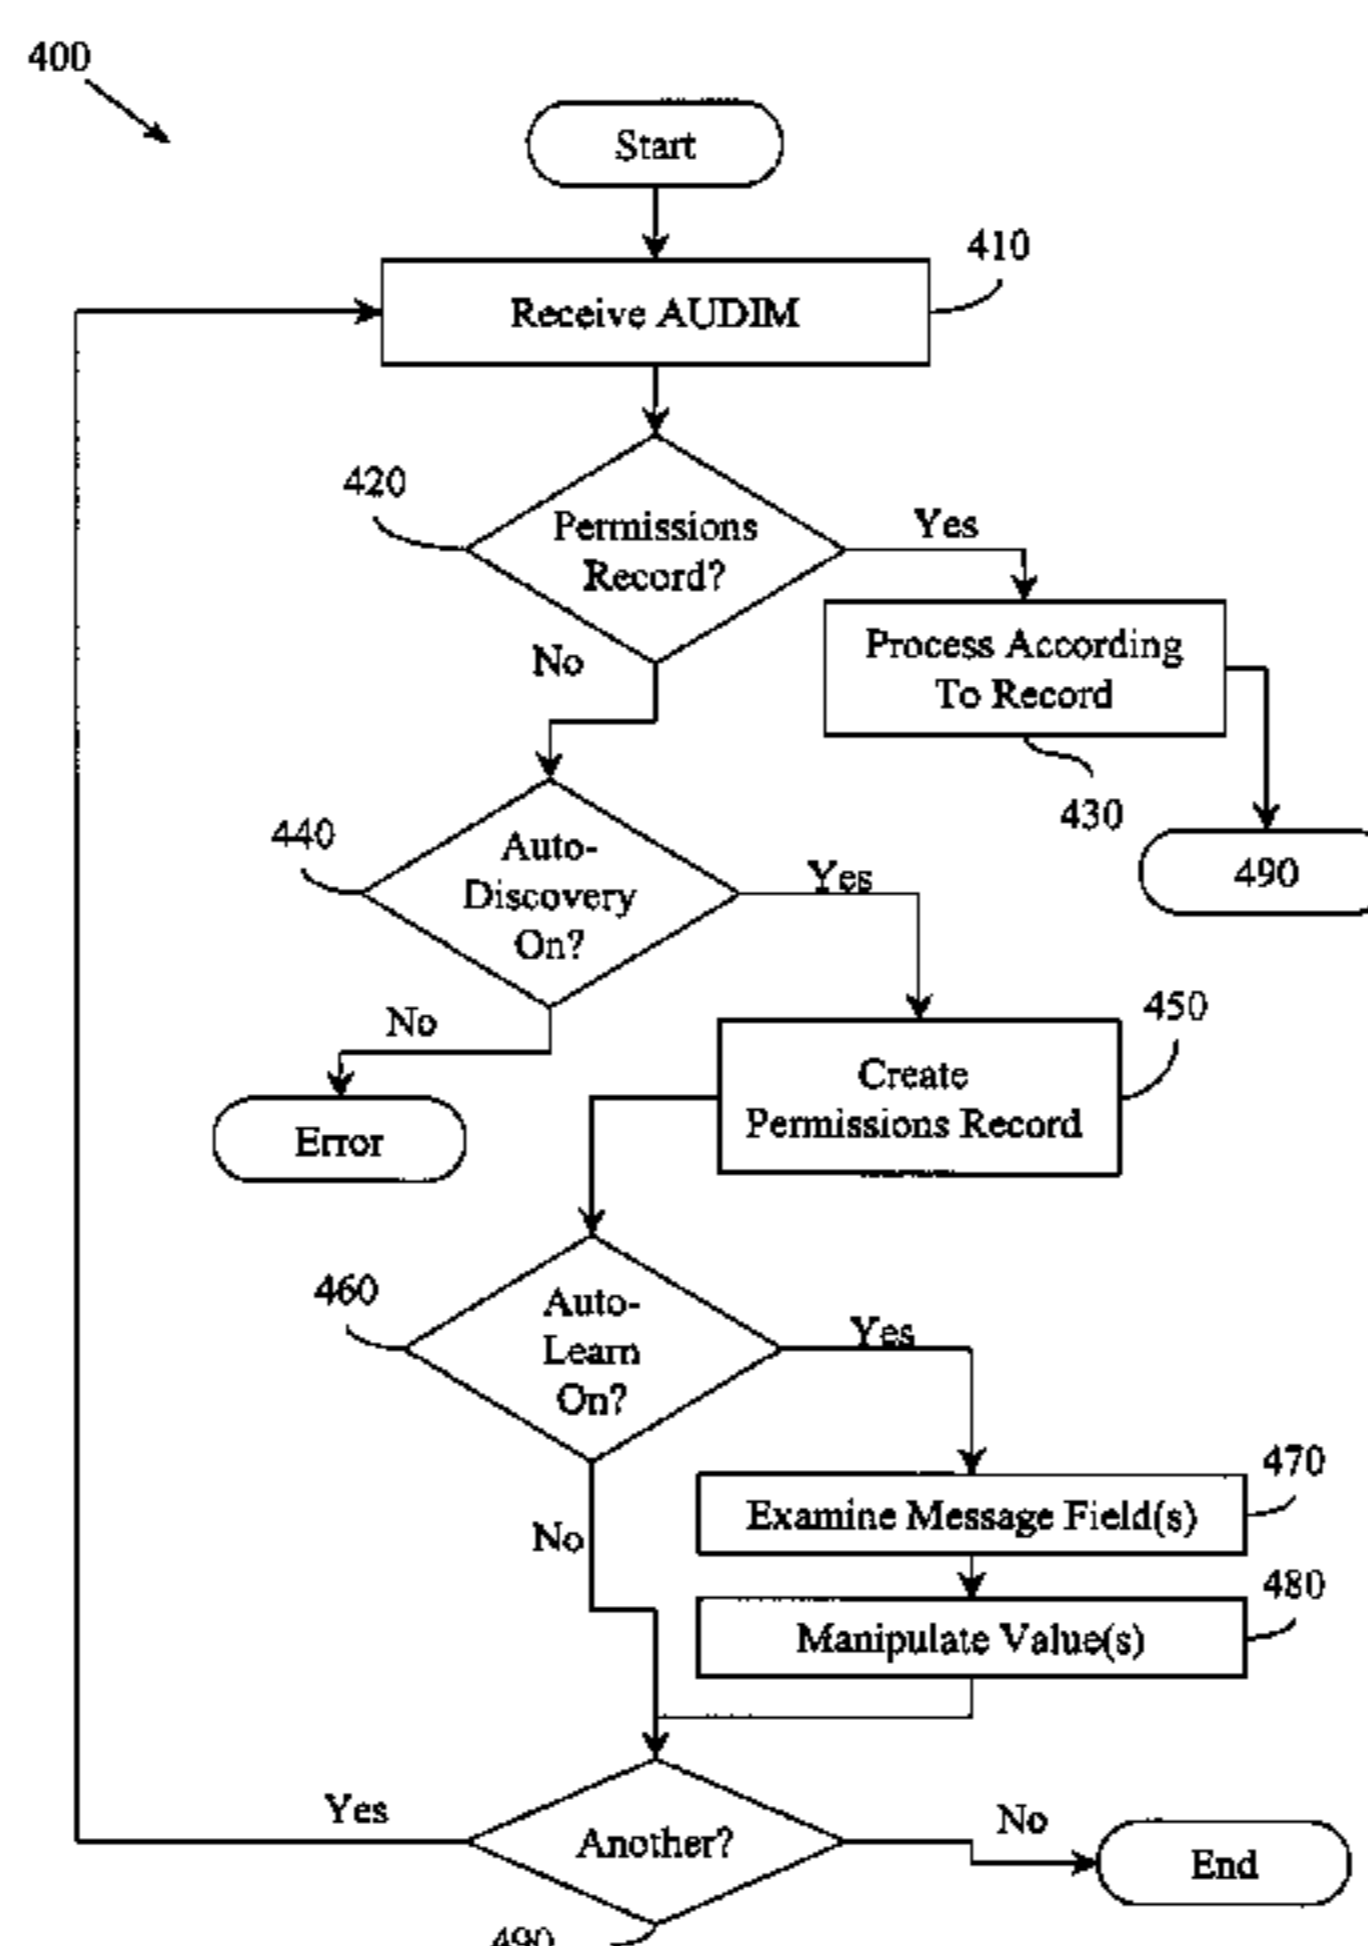 400
Start
410
Receive AUDIM
420
Permissions
Record?
Yes
No
Process According
To Record
430
440
Auto-
Discovery
On?
Yes
490
No
450
Error
Create
Permissions Record
460
Auto-
Learn
On?
Yes
470
Examine Message Field(s)
No
480
Manipulate Value(s)
Yes
Another?
No
End
490